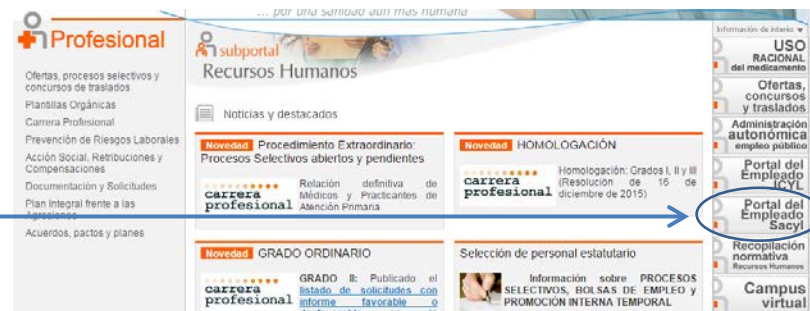 ... por una sanidad aún más humana
Profesional
Ofertas, procesos selectivos y
concursos de traslados
Plantillas Orgánicas
Carrera Profesional
Prevención de Riesgos Laborales
Acción Social, Retribuciones y
Compensaciones
Documentación y Solicitudes
Plan Integral frente a las
Agresiones
Acuerdos, pactos y planes
subportal
Recursos Humanos
Noticias y destacados
Novedad Procedimiento Extraordinario:
Procesos Selectivos abiertos y pendientes
carrera
profesional
Relación definitiva de
Médicos y Practicantes de
Atención Primaria
Novedad HOMOLOGACIÓN
carrera
profesional
Homologación: Grados I, II y III
(Resolución de 16 de
diciembre de 2015)
Novedad GRADO ORDINARIO
carrera
profesional
GRADO II: Publicado el
listado de solicitudes con
informe favorable o
Selección de personal estatutario
Información sobre PROCESOS
SELECTIVOS, BOLSAS DE EMPLEO y
PROMOCIÓN INTERNA TEMPORAL
Información de interés
USO
RACIONAL
del medicamento
Ofertas,
concursos
y traslados
Administración
autonómica
empleo público
Portal del
Empleado
ICYL
Portal del
Empleado
Sacyl
Recopilación
normativa
Recursos Humanos
Campus
virtual